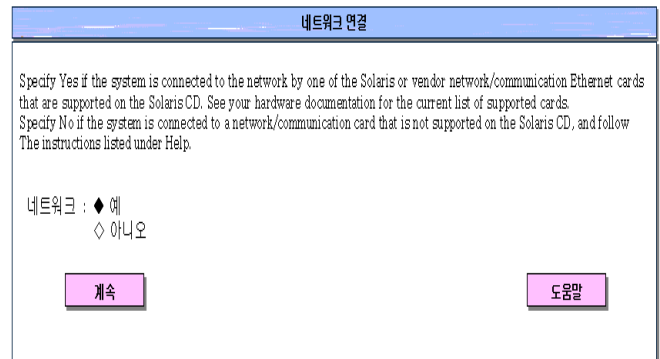 네트워크 연결
Specify Yes if the system is connected to the network by one of the Solaris or vendor network/communication Ethernet cards
that are supported on the Solaris CD. See your hardware documentation for the current list of supported cards.
Specify No if the system is connected to a network/communication card that is not supported on the Solaris CD, and follow
The instructions listed under Help.
네트워크 : ◆ 예
◇ 아니오
계속
도움말